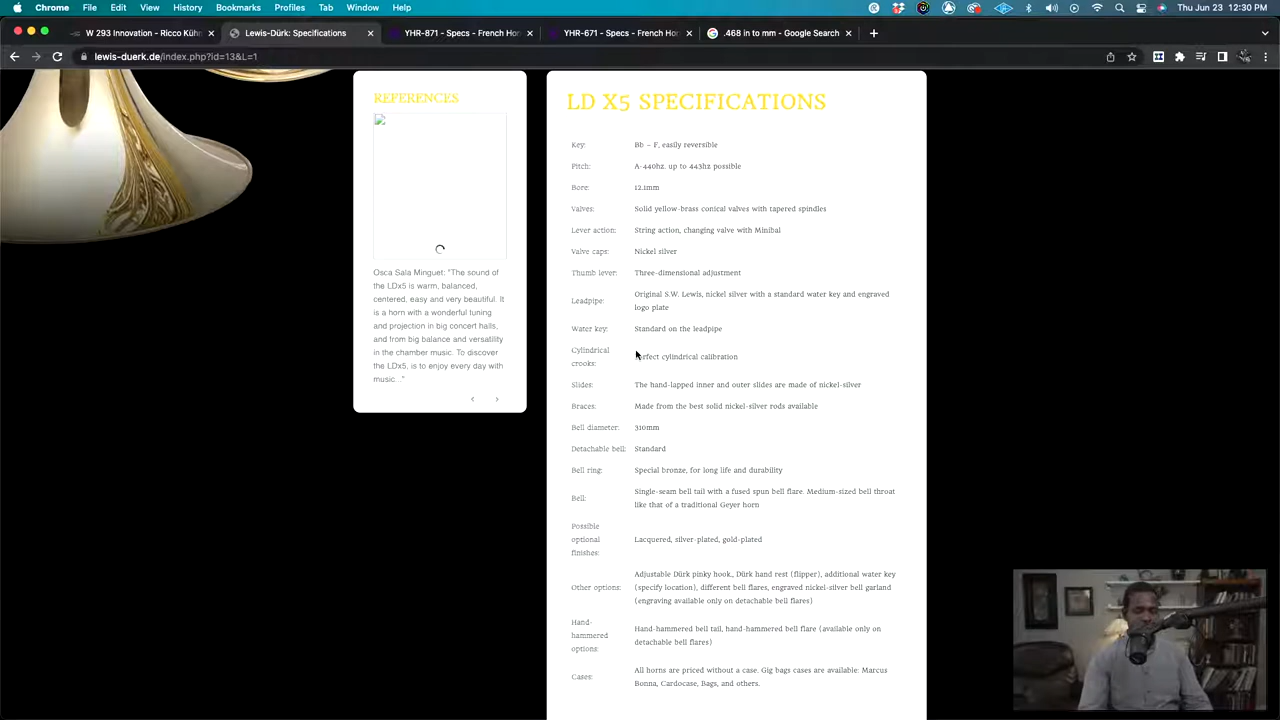 Chrome File Edit View History Bookmarks Profiles Tab Window Help Thu Jun 23 12:30 PM
W 293 Innovation - Ricco Kühn
Lewis-Dürk: Specifications
YHR-871 - Specs - French Hor
YHR-671 - Specs - French Hor
.468 in to mm - Google Search
lewis-duerk.de/index.php?id=13&L=1
REFERENCES
Osca Sala Minguet: "The sound of
the LDx5 is warm, balanced,
centered, easy and very beautiful. It
is a horn with a wonderful tuning
and projection in big concert halls,
and from big balance and versatility
in the chamber music. To discover
the LDx5, is to enjoy every day with
music..."
LD X5 SPECIFICATIONS
Key: Bb – F, easily reversible
Pitch: A-440hz. up to 443hz possible
Bore: 12.1mm
Valves: Solid yellow-brass conical valves with tapered spindles
Lever action: String action, changing valve with Minibal
Valve caps: Nickel silver
Thumb lever: Three-dimensional adjustment
Leadpipe: Original S.W. Lewis, nickel silver with a standard water key and engraved
logo plate
Water key: Standard on the leadpipe
Cylindrical
crooks: Perfect cylindrical calibration
Slides: The hand-lapped inner and outer slides are made of nickel-silver
Braces: Made from the best solid nickel-silver rods available
Bell diameter: 310mm
Detachable bell: Standard
Bell ring: Special bronze, for long life and durability
Bell: Single-seam bell tail with a fused spun bell flare. Medium-sized bell throat
like that of a traditional Geyer horn
Possible
optional
finishes: Lacquered, silver-plated, gold-plated
Other options: Adjustable Dürk pinky hook,, Dürk hand rest (flipper), additional water key
(specify location), different bell flares, engraved nickel-silver bell garland
(engraving available only on detachable bell flares)
Hand-
hammered
options: Hand-hammered bell tail, hand-hammered bell flare (available only on
detachable bell flares)
Cases: All horns are priced without a case. Gig bags cases are available: Marcus
Bonna, Cardocase, Bags, and others.